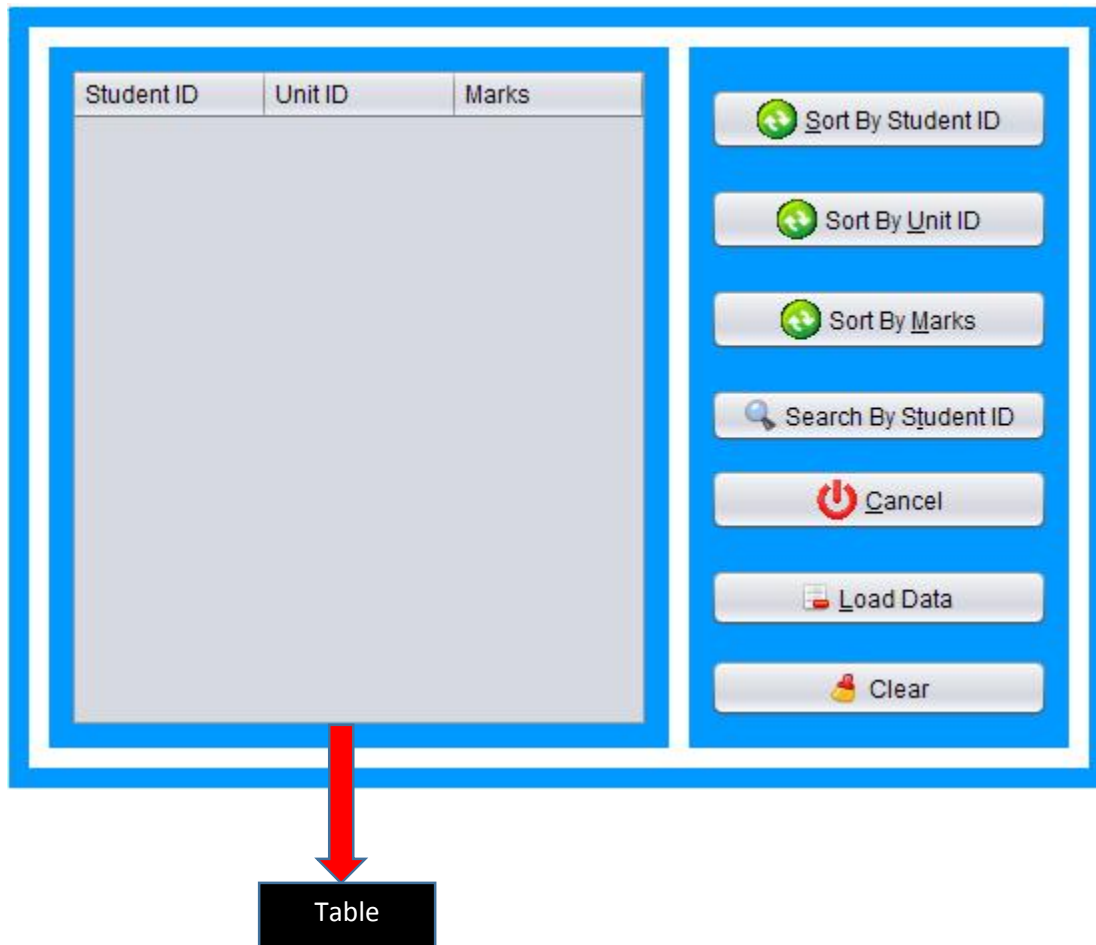 Student ID Unit ID Marks
Sort By Student ID
Sort By Unit ID
Sort By Marks
Search By Student ID
Cancel
Load Data
Clear
Table